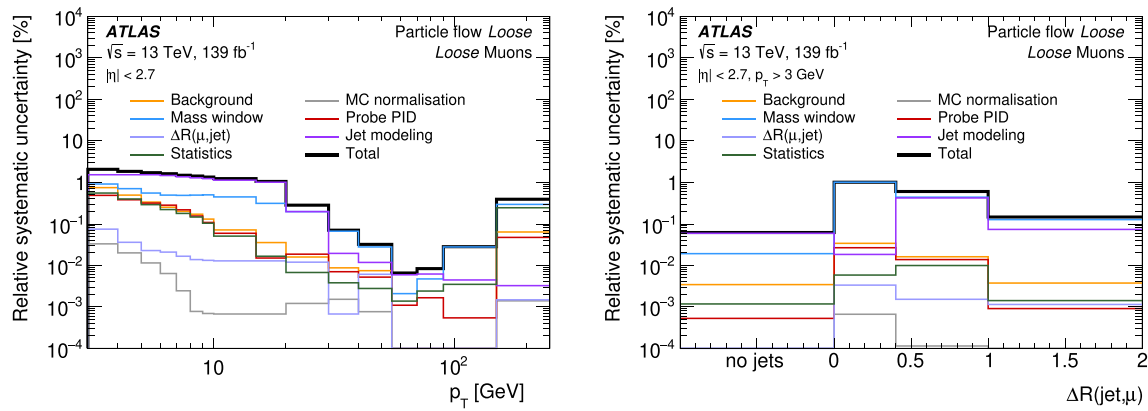 Relative systematic uncertainty [%]
10⁴
10³
10²
10
1
10⁻¹
10⁻²
10⁻³
10⁻⁴
ATLAS
√s = 13 TeV, 139 fb⁻¹
|η| < 2.7
Particle flow Loose
Loose Muons
Background
Mass window
ΔR(μ,jet)
Statistics
MC normalisation
Probe PID
Jet modeling
Total
10
10²
p_T [GeV]
Relative systematic uncertainty [%]
10⁴
10³
10²
10
1
10⁻¹
10⁻²
10⁻³
10⁻⁴
ATLAS
√s = 13 TeV, 139 fb⁻¹
|η| < 2.7, p_T > 3 GeV
Particle flow Loose
Loose Muons
Background
Mass window
ΔR(μ,jet)
Statistics
MC normalisation
Probe PID
Jet modeling
Total
no jets
0
0.5
1
1.5
2
ΔR(jet,μ)